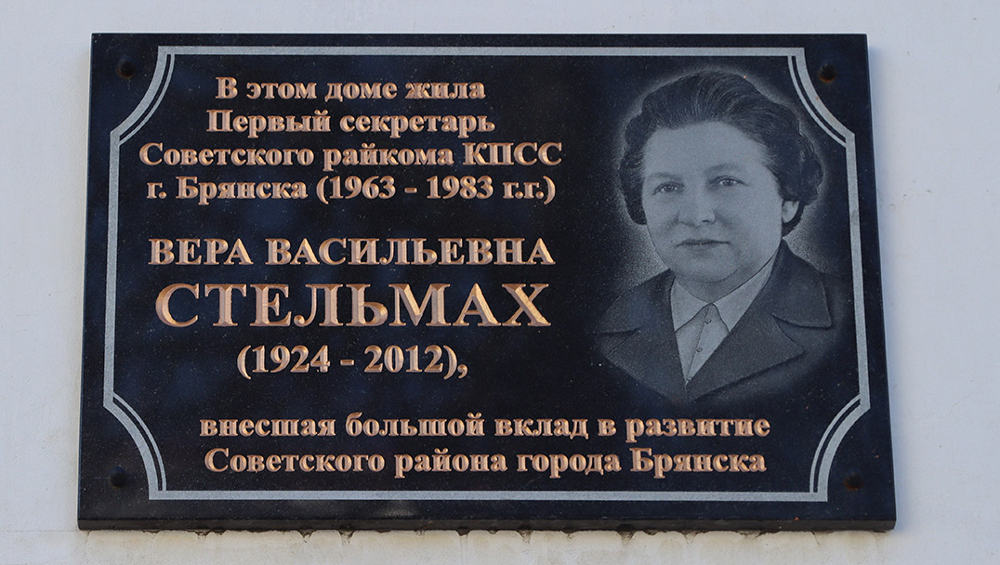 В этом доме жила
Первый секретарь
Советского райкома КПСС
г. Брянска (1963 - 1983 г.г.)
ВЕРА ВАСИЛЬЕВНА
СТЕЛЬМАХ
(1924 - 2012),
внесшая большой вклад в развитие
Советского района города Брянска